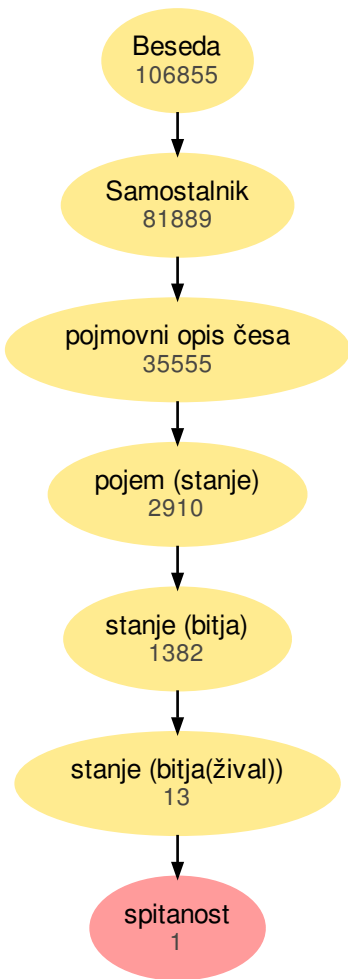 Beseda
106855
Samostalnik
81889
pojmovni opis česa
35555
pojem (stanje)
2910
stanje (bitja)
1382
stanje (bitja(žival))
13
spitanost
1